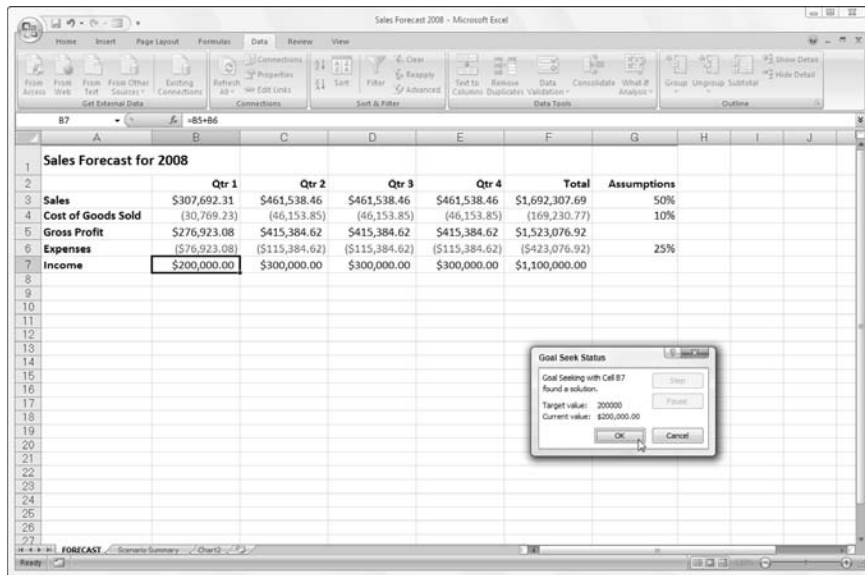 Sales Forecast 2008 - Microsoft Excel
Home Insert Page Layout Formulas Data Review View
From Access
From Web
From Text
From Other Sources
Existing Connections
Refresh All
Connections
Properties
Edit Links
Sort
Filter
Clear
Reapply
Advanced
Text to Columns
Remove Duplicates
Data Validation
Consolidate
What-If Analysis
Group Ungroup Subtotal
Show Detail
Hide Detail
Get External Data Connections Sort & Filter Data Tools Outline
B7 fx =B5+B6
A B C D E F G H I J
1 Sales Forecast for 2008
2 Qtr 1 Qtr 2 Qtr 3 Qtr 4 Total Assumptions
3 Sales $307,692.31 $461,538.46 $461,538.46 $461,538.46 $1,692,307.69 50%
4 Cost of Goods Sold (30,769.23) (46,153.85) (46,153.85) (46,153.85) (169,230.77) 10%
5 Gross Profit $276,923.08 $415,384.62 $415,384.62 $415,384.62 $1,523,076.92
6 Expenses ($76,923.08) ($115,384.62) ($115,384.62) ($115,384.62) ($423,076.92) 25%
7 Income $200,000.00 $300,000.00 $300,000.00 $300,000.00 $1,100,000.00
8
9
10
11
12
13
14
15
16
17
18
19
20
21
22
23
24
25
26
27
Goal Seek Status
Goal Seeking with Cell B7
found a solution.
Step
Pause
Target value: 200000
Current value: $200,000.00
OK Cancel
FORECAST Scenario Summary Chart2
Ready